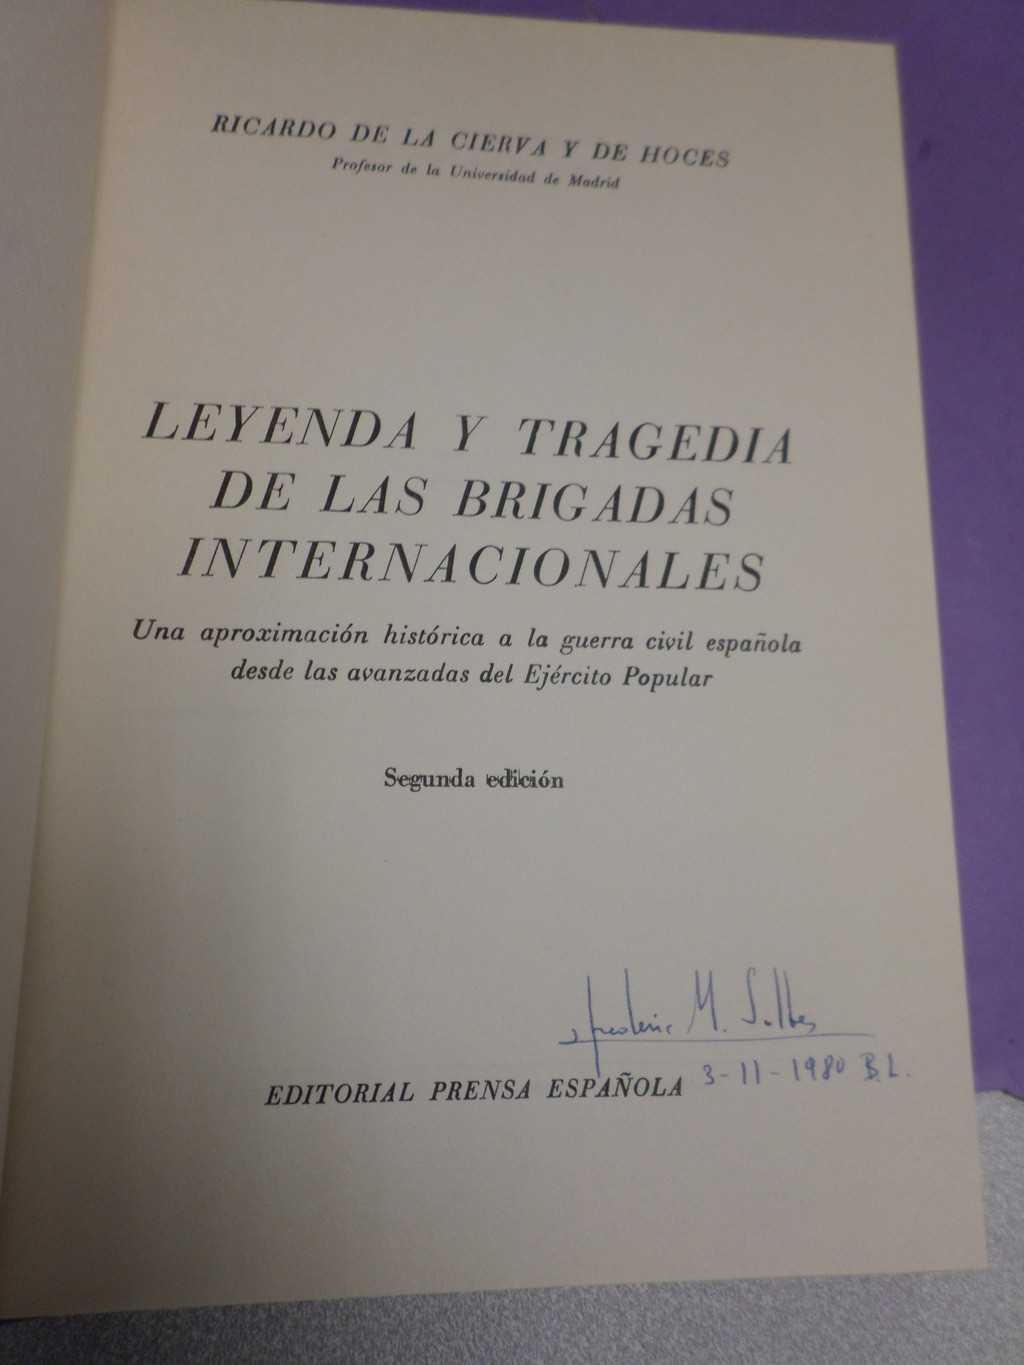 RICARDO DE LA CIERVA Y DE HOCES
Profesor de la Universidad de Madrid
LEYENDA Y TRAGEDIA
DE LAS BRIGADAS
INTERNACIONALES
Una aproximación histórica a la guerra civil española
desde las avanzadas del Ejército Popular
Segunda edición
Frederic M.
3-11-1980 B.L.
EDITORIAL PRENSA ESPAÑOLA